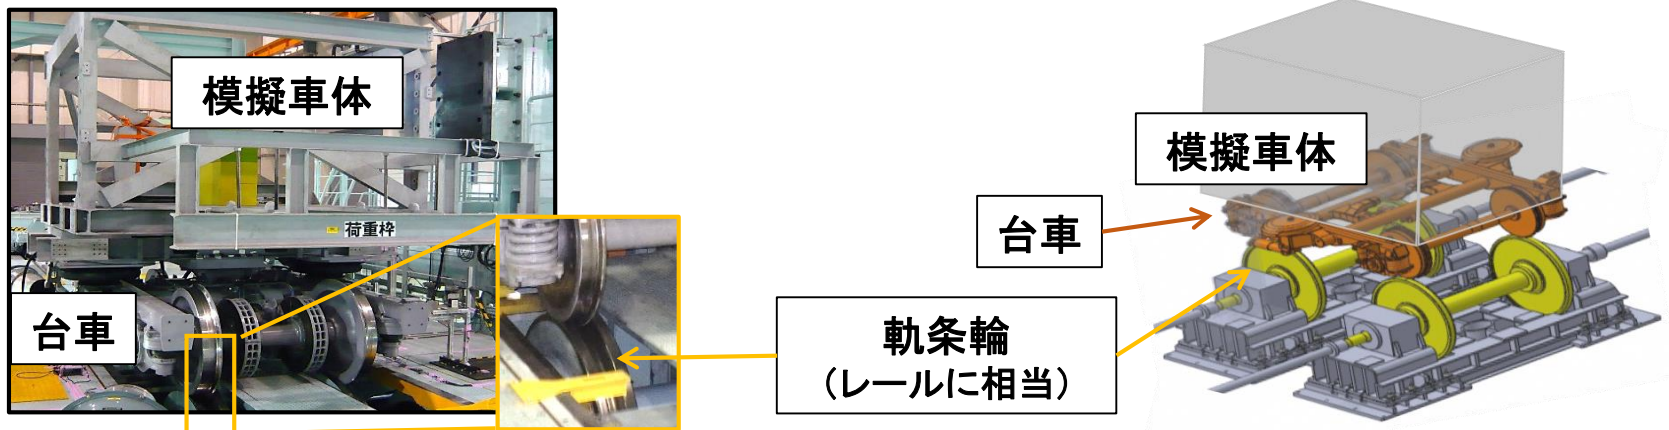 模擬車体
荷重枠
台車
模擬車体
台車
軌条輪
（レールに相当）